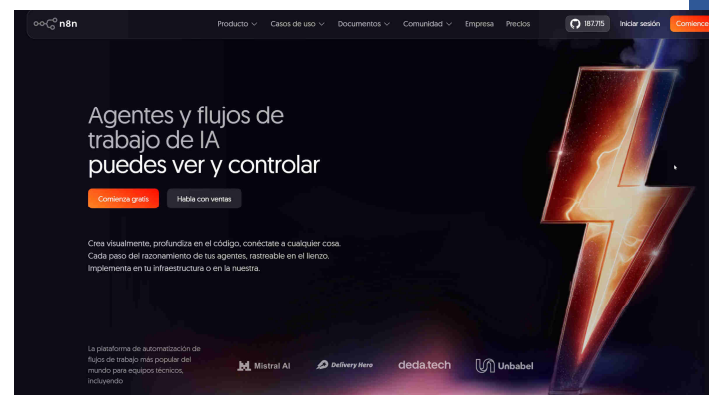 n8n
Producto
Casos de uso
Documentos
Comunidad
Empresa
Precios
187.715
Iniciar sesión
Comience
Agentes y flujos de
trabajo de IA
puedes ver y controlar
Comienza gratis
Habla con ventas
Crea visualmente, profundiza en el código, conéctate a cualquier cosa.
Cada paso del razonamiento de tus agentes, rastreable en el lienzo.
Implementa en tu infraestructura o en la nuestra.
La plataforma de automatización de
flujos de trabajo más popular del
mundo para equipos técnicos,
incluyendo
Mistral AI
Delivery Hero
deda.tech
Unbabel